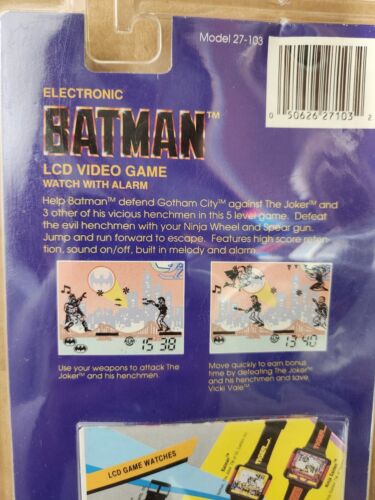 Model 27-103
0 50626 27103 2
ELECTRONIC
BATMAN™
LCD VIDEO GAME
WATCH WITH ALARM
Help Batman™ defend Gotham City™ against The Joker™ and
3 other of his vicious henchmen in this 5 level game. Defeat
the evil henchmen with your Ninja Wheel and Spear gun.
Jump and run forward to escape. Features high score reten-
tion, sound on/off, built in melody and alarm.
15 38
13 40
Use your weapons to attack The
Joker™ and his henchmen.
Move quickly to earn bonus
time by defeating The Joker™
and his henchmen and save
Vicki Vale™.
LCD GAME WATCHES